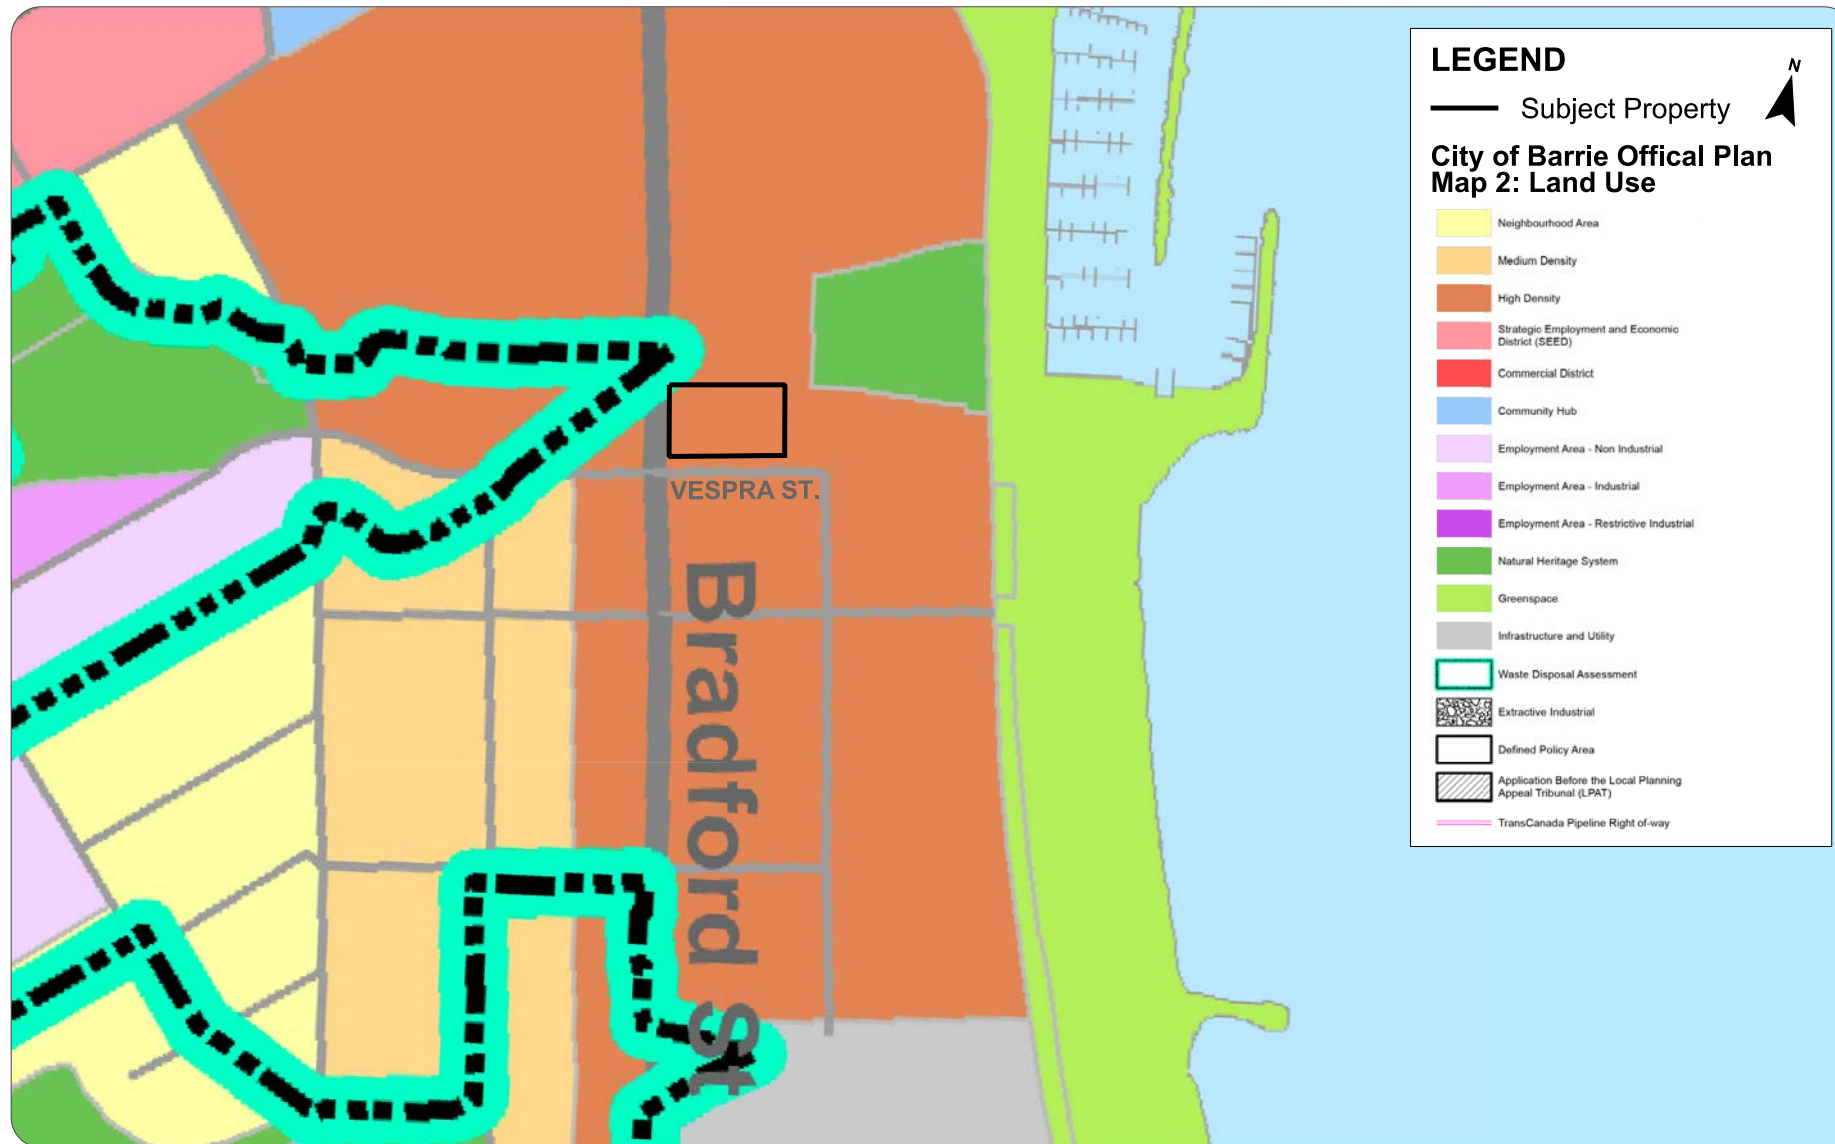 LEGEND
N
Subject Property
City of Barrie Offical Plan
Map 2: Land Use
Neighbourhood Area
Medium Density
High Density
Strategic Employment and Economic
District (SEED)
Commercial District
Community Hub
Employment Area - Non Industrial
Employment Area - Industrial
Employment Area - Restrictive Industrial
Natural Heritage System
Greenspace
Infrastructure and Utility
Waste Disposal Assessment
Extractive Industrial
Defined Policy Area
Application Before the Local Planning
Appeal Tribunal (LPAT)
TransCanada Pipeline Right of-way
VESPRA ST.
Bradford St